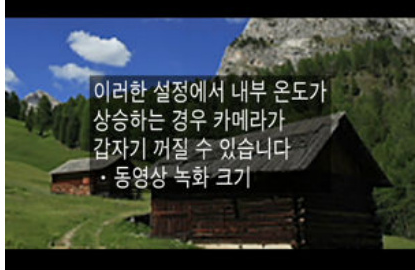 이러한 설정에서 내부 온도가
상승하는 경우 카메라가
갑자기 꺼질 수 있습니다
・동영상 녹화 크기